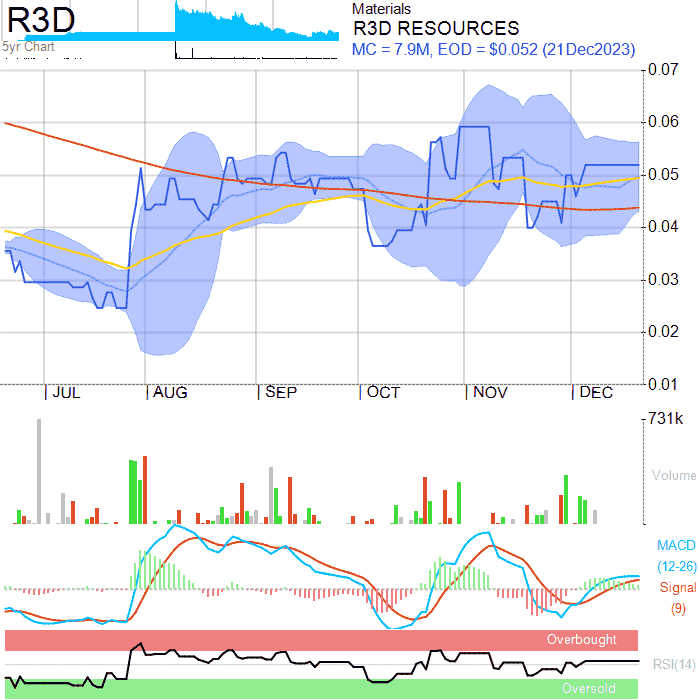 R3D
5yr Chart
Materials
R3D RESOURCES
MC = 7.9M, EOD = $0.052 (21Dec2023)
0.07
0.06
0.05
0.04
0.03
0.02
0.01
JUL
AUG
SEP
OCT
NOV
DEC
731k
Volume
MACD
(12-26)
Signal
(9)
Overbought
RSI(14)
Oversold